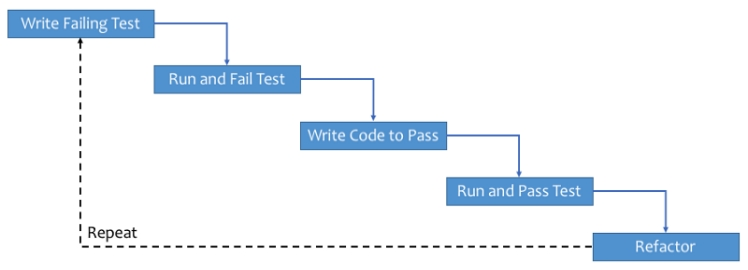 Write Failing Test
Run and Fail Test
Write Code to Pass
Run and Pass Test
Repeat
Refactor